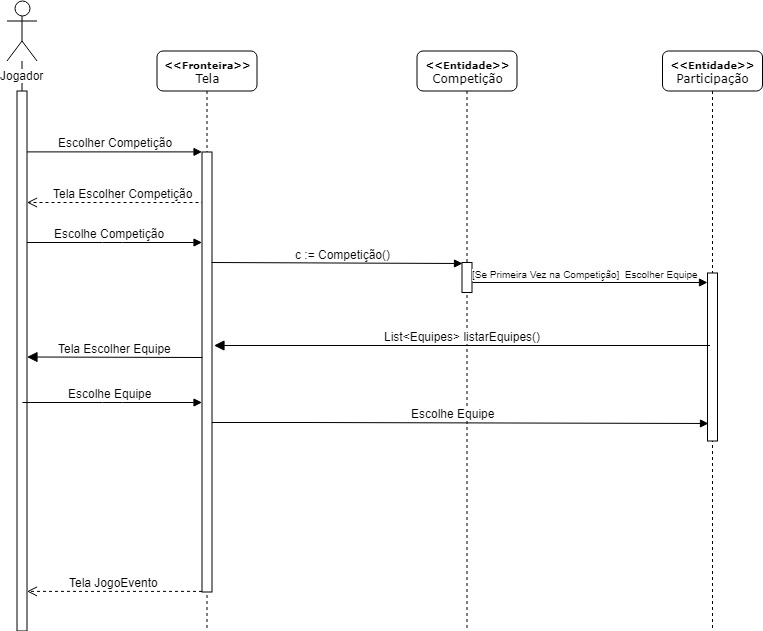 Jogador
<<Fronteira>>
Tela
<<Entidade>>
Competição
<<Entidade>>
Participação
Escolher Competição
Tela Escolher Competição
Escolhe Competição
c := Competição()
[Se Primeira Vez na Competição] Escolher Equipe
List<Equipes> listarEquipes()
Tela Escolher Equipe
Escolhe Equipe
Escolhe Equipe
Tela JogoEvento